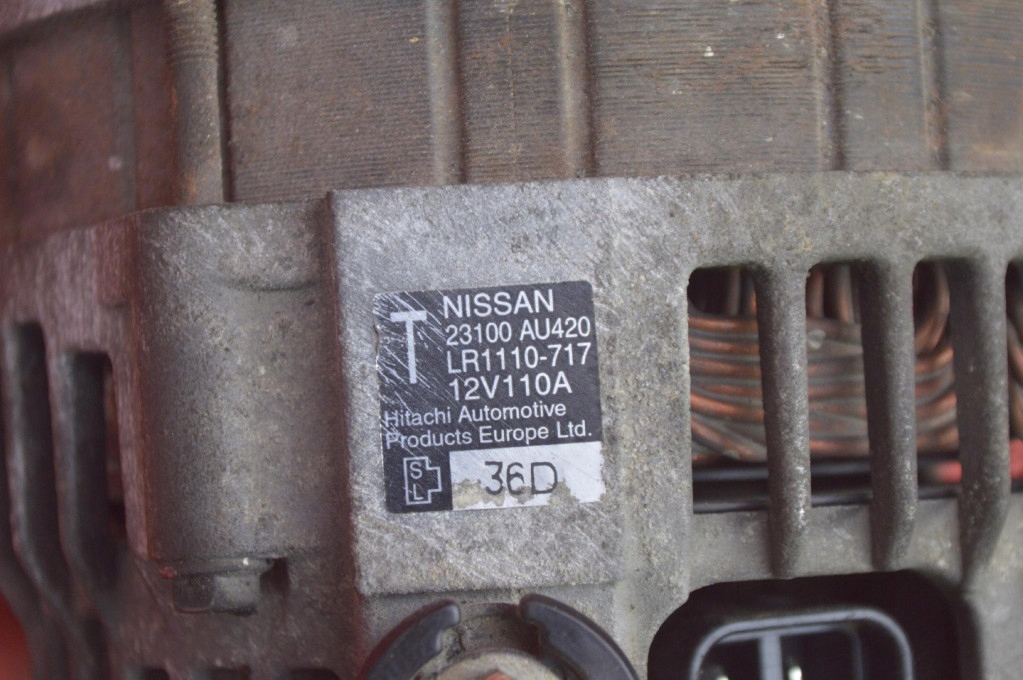 T
NISSAN
23100 AU420
LR1110-717
12V110A
Hitachi Automotive
Products Europe Ltd.
S
L
36D